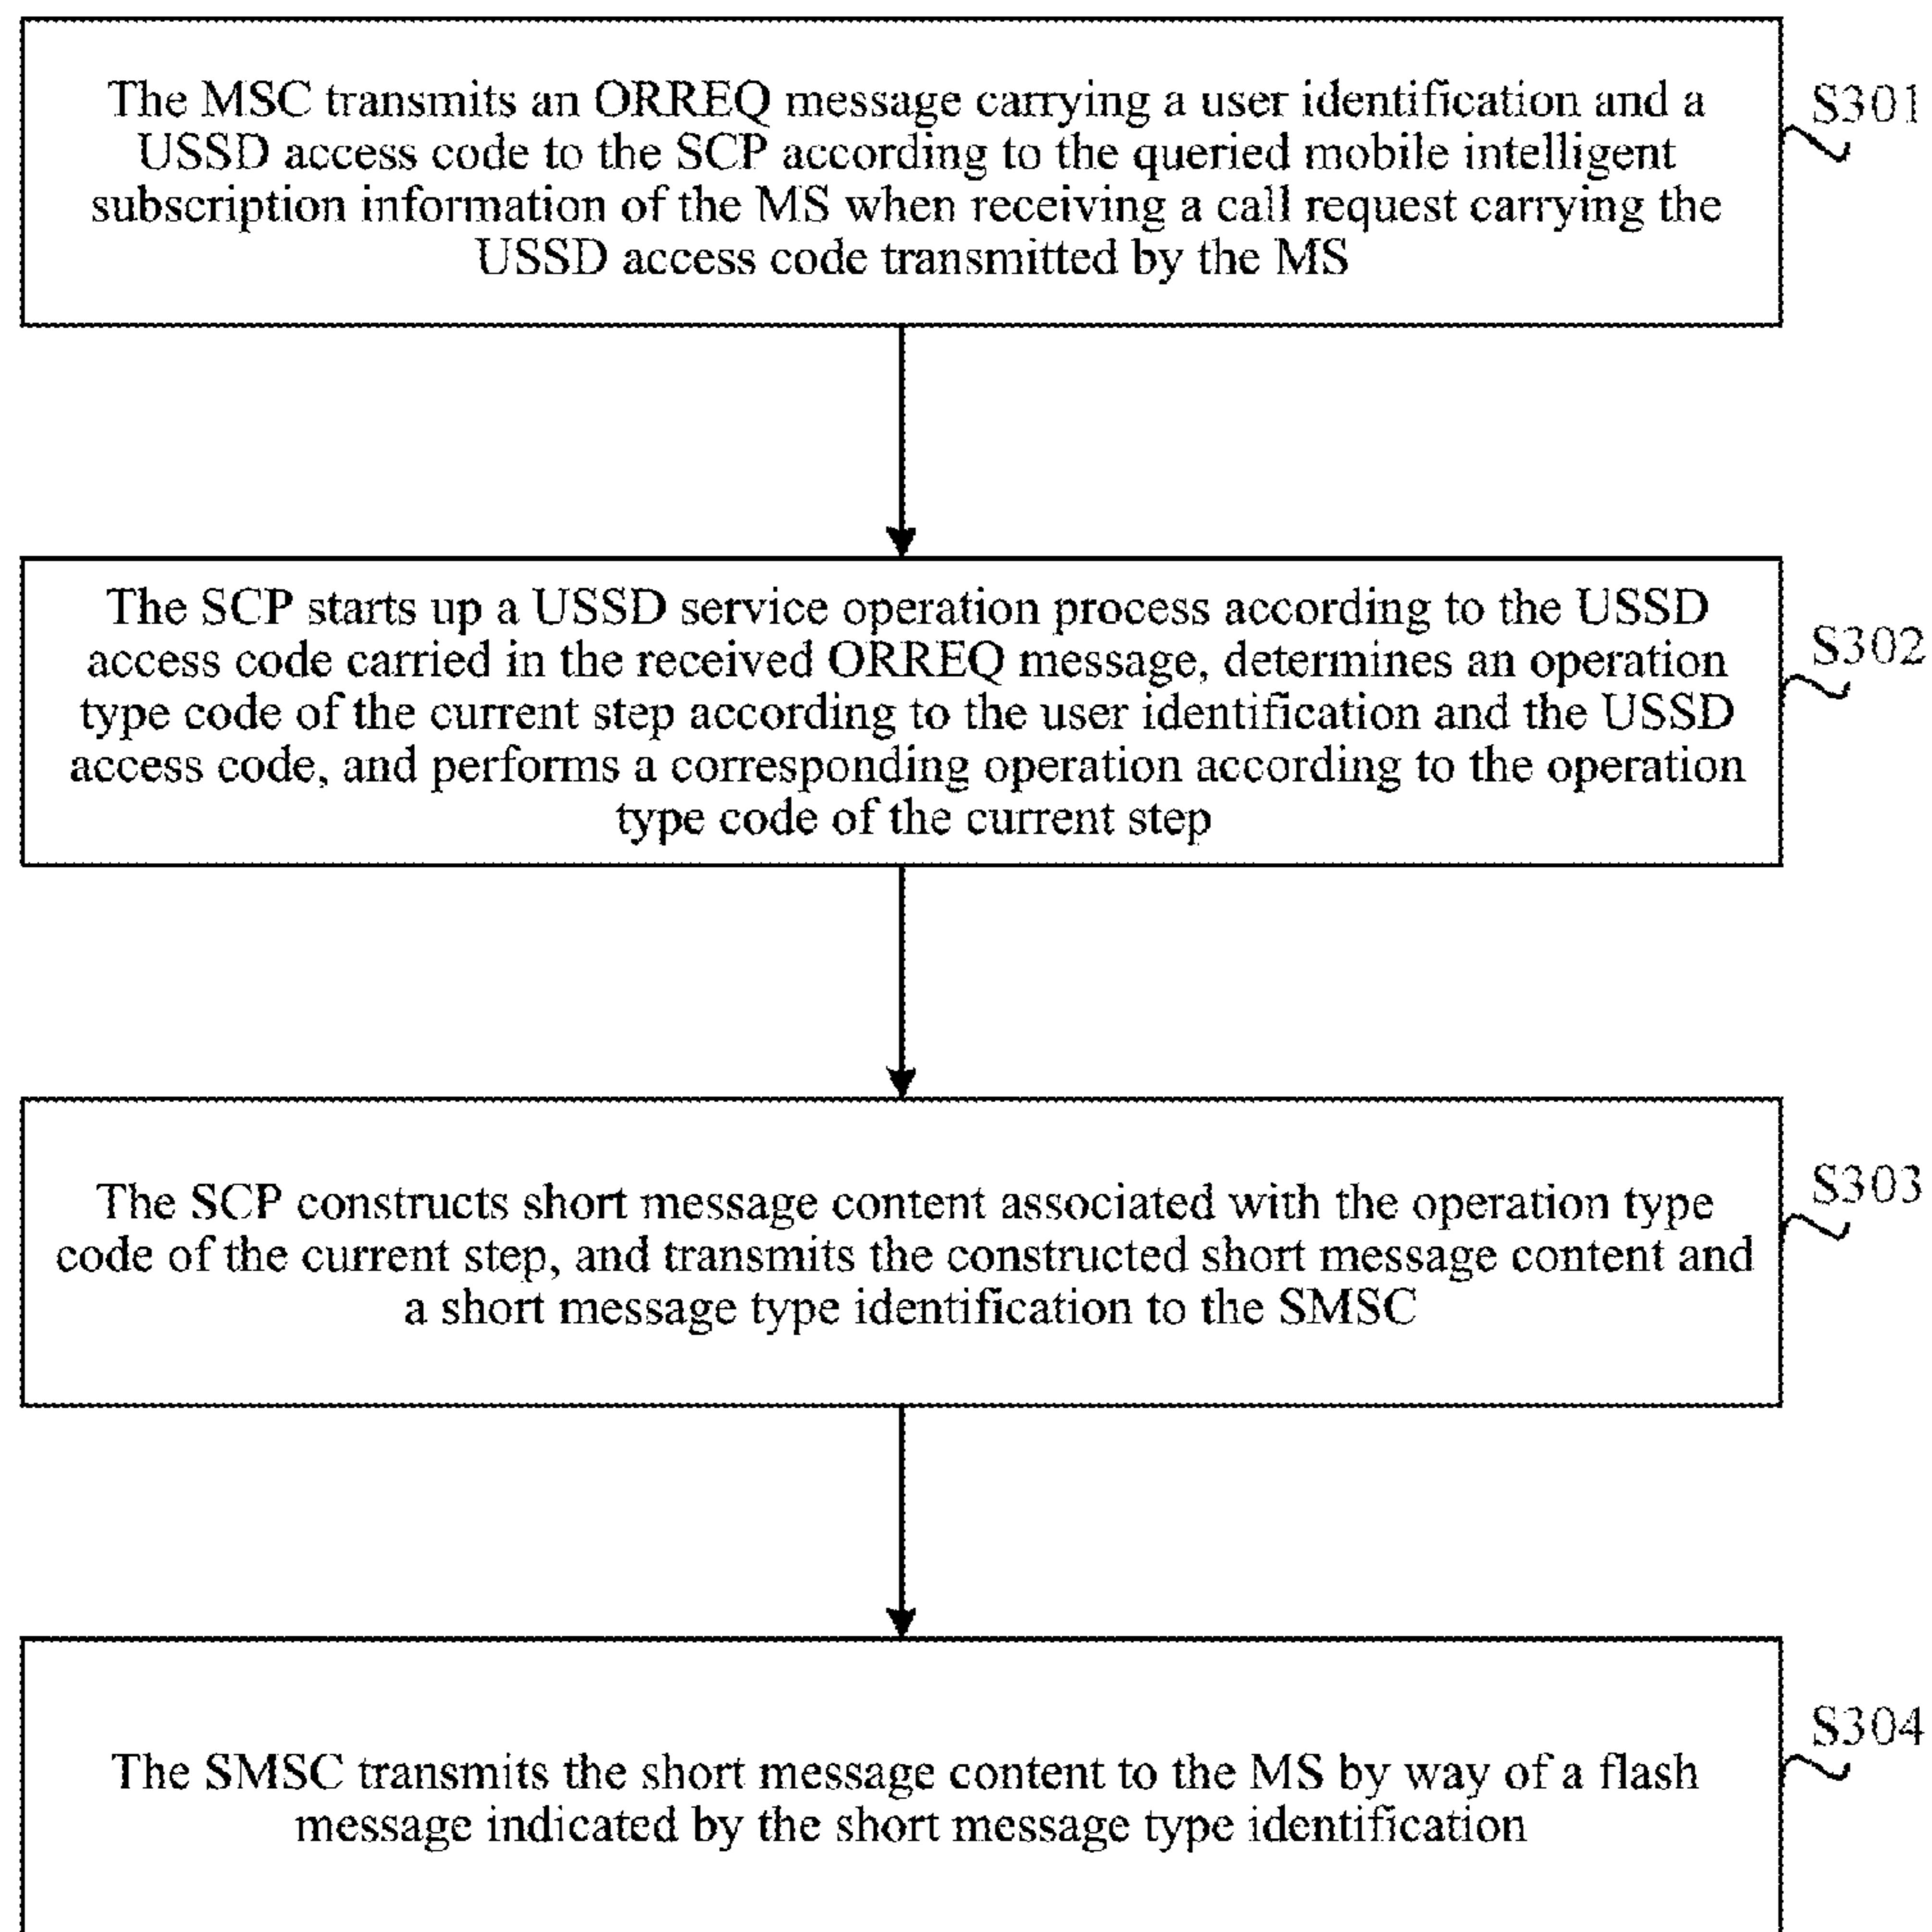 The MSC transmits an ORREQ message carrying a user identification and a
USSD access code to the SCP according to the queried mobile intelligent
subscription information of the MS when receiving a call request carrying the
USSD access code transmitted by the MS
S301
The SCP starts up a USSD service operation process according to the USSD
access code carried in the received ORREQ message, determines an operation
type code of the current step according to the user identification and the USSD
access code, and performs a corresponding operation according to the operation
type code of the current step
S302
The SCP constructs short message content associated with the operation type
code of the current step, and transmits the constructed short message content and
a short message type identification to the SMSC
S303
The SMSC transmits the short message content to the MS by way of a flash
message indicated by the short message type identification
S304